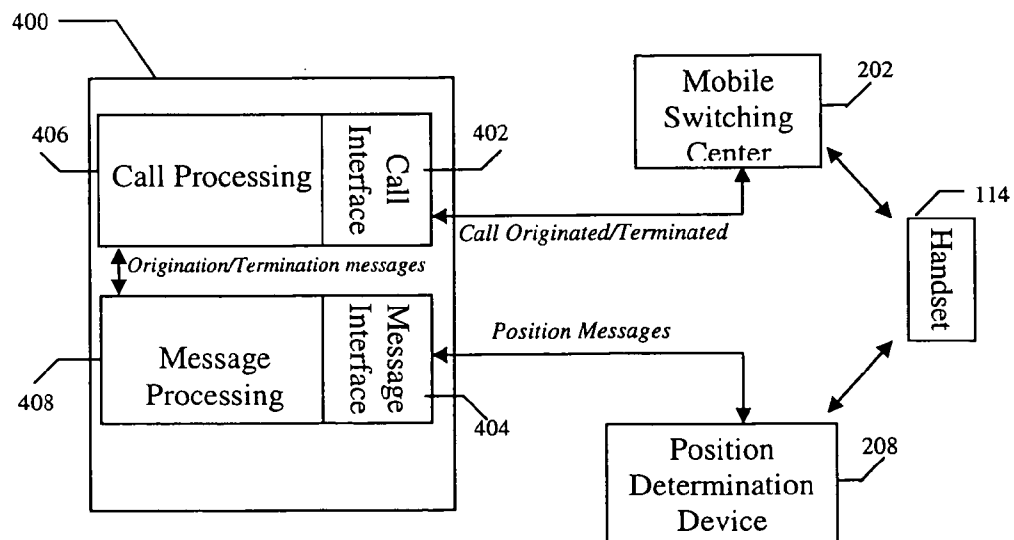 400
406
Call Processing
Call
Interface
402
Mobile
Switching
Center
202
114
Handset
Call Originated/Terminated
Origination/Termination messages
Message
Processing
Message
Interface
408
404
Position Messages
Position
Determination
Device
208